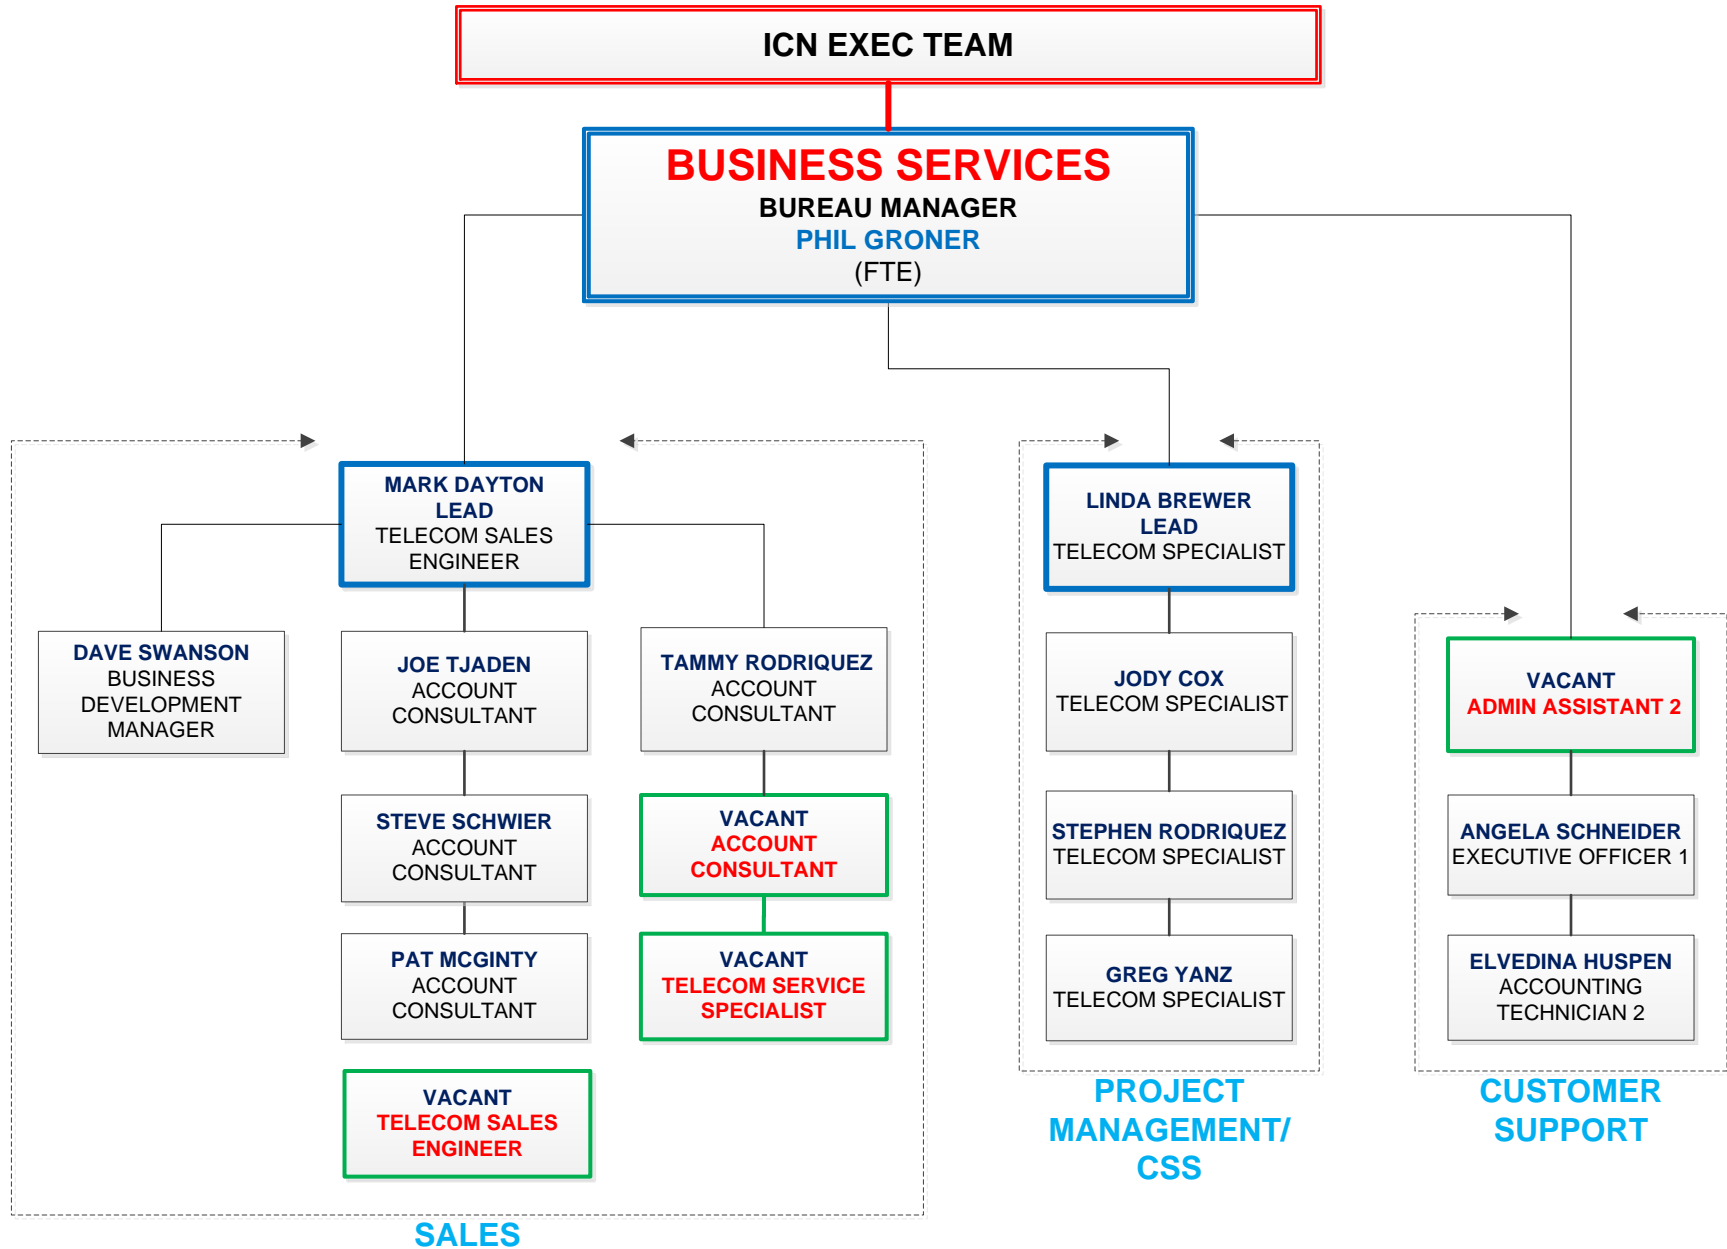 ICN EXEC TEAM
BUSINESS SERVICES
BUREAU MANAGER
PHIL GRONER
(FTE)
MARK DAYTON
LEAD
TELECOM SALES
ENGINEER
DAVE SWANSON
BUSINESS
DEVELOPMENT
MANAGER
JOE TJADEN
ACCOUNT
CONSULTANT
TAMMY RODRIQUEZ
ACCOUNT
CONSULTANT
STEVE SCHWIER
ACCOUNT
CONSULTANT
VACANT
ACCOUNT
CONSULTANT
PAT MCGINTY
ACCOUNT
CONSULTANT
VACANT
TELECOM SERVICE
SPECIALIST
VACANT
TELECOM SALES
ENGINEER
SALES
LINDA BREWER
LEAD
TELECOM SPECIALIST
JODY COX
TELECOM SPECIALIST
STEPHEN RODRIQUEZ
TELECOM SPECIALIST
GREG YANZ
TELECOM SPECIALIST
PROJECT
MANAGEMENT/
CSS
VACANT
ADMIN ASSISTANT 2
ANGELA SCHNEIDER
EXECUTIVE OFFICER 1
ELVEDINA HUSPEN
ACCOUNTING
TECHNICIAN 2
CUSTOMER
SUPPORT